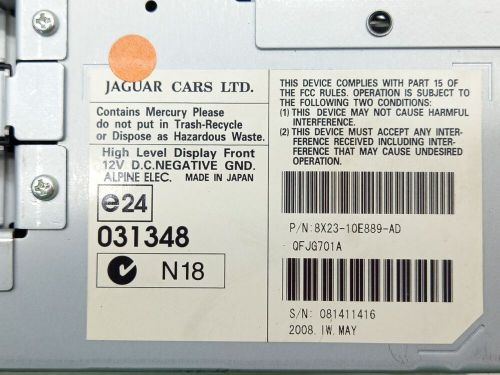 JAGUAR CARS LTD.
Contains Mercury Please
do not put in Trash-Recycle
or Dispose as Hazardous Waste.
High Level Display Front
12V D.C.NEGATIVE GND.
ALPINE ELEC. MADE IN JAPAN
e24
031348
N18
THIS DEVICE COMPLIES WITH PART 15 OF
THE FCC RULES. OPERATION IS SUBJECT TO
THE FOLLOWING TWO CONDITIONS:
(1) THIS DEVICE MAY NOT CAUSE HARMFUL
INTERFERENCE.
(2) THIS DEVICE MUST ACCEPT ANY INTER-
FERENCE RECEIVED INCLUDING INTER-
FERENCE THAT MAY CAUSE UNDESIRED
OPERATION.
P/N:8X23-10E889-AD
QFJG701A
S/N: 081411416
2008. IW.MAY